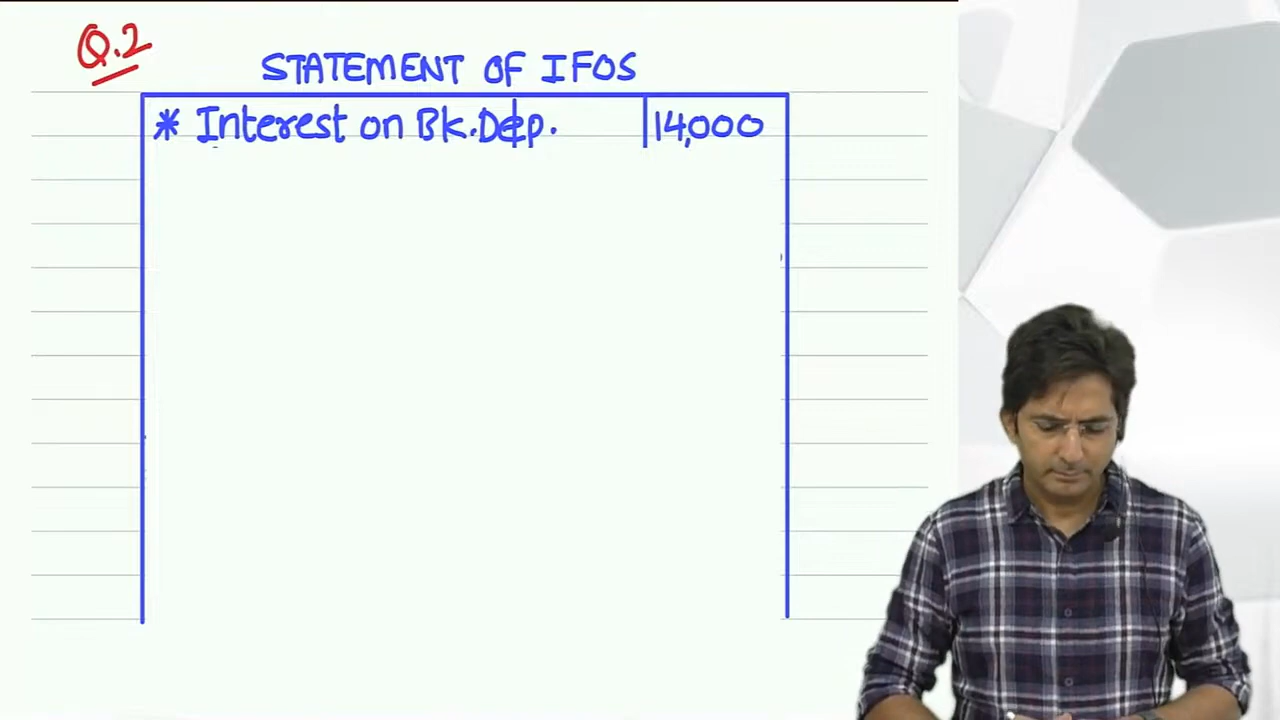 Q.2
STATEMENT OF IFOS
* Interest on Bk.Dep. 14,000